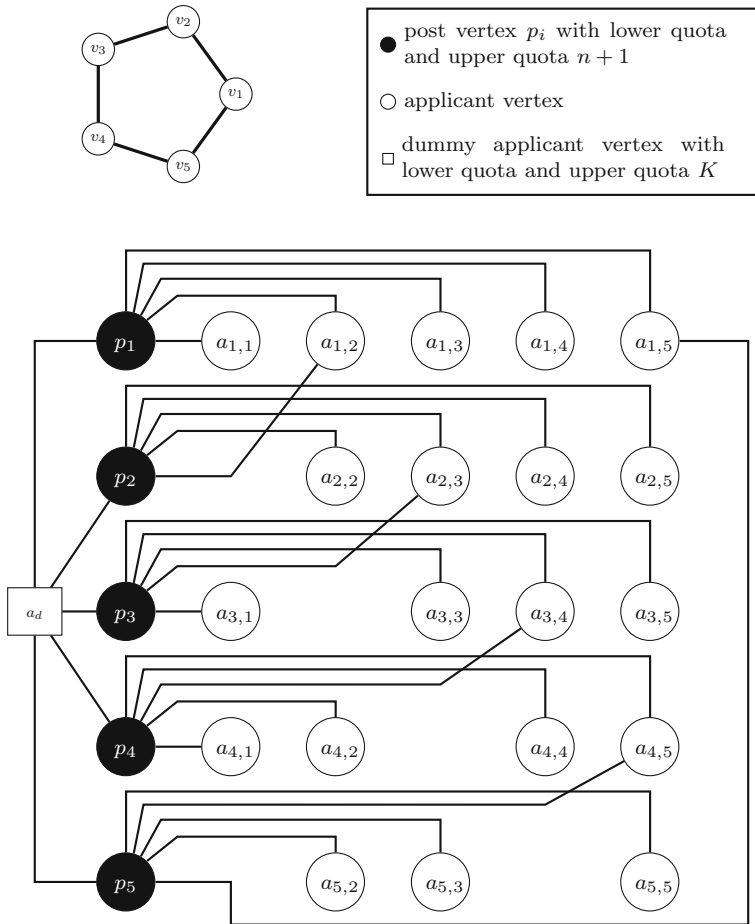 v₂
v₃
v₁
v₄
v₅
post vertex pᵢ with lower quota
and upper quota n + 1
applicant vertex
dummy applicant vertex with
lower quota and upper quota K
p₁ a₁,₁ a₁,₂ a₁,₃ a₁,₄ a₁,₅
p₂ a₂,₂ a₂,₃ a₂,₄ a₂,₅
a_d p₃ a₃,₁ a₃,₃ a₃,₄ a₃,₅
p₄ a₄,₁ a₄,₂ a₄,₄ a₄,₅
p₅ a₅,₂ a₅,₃ a₅,₅